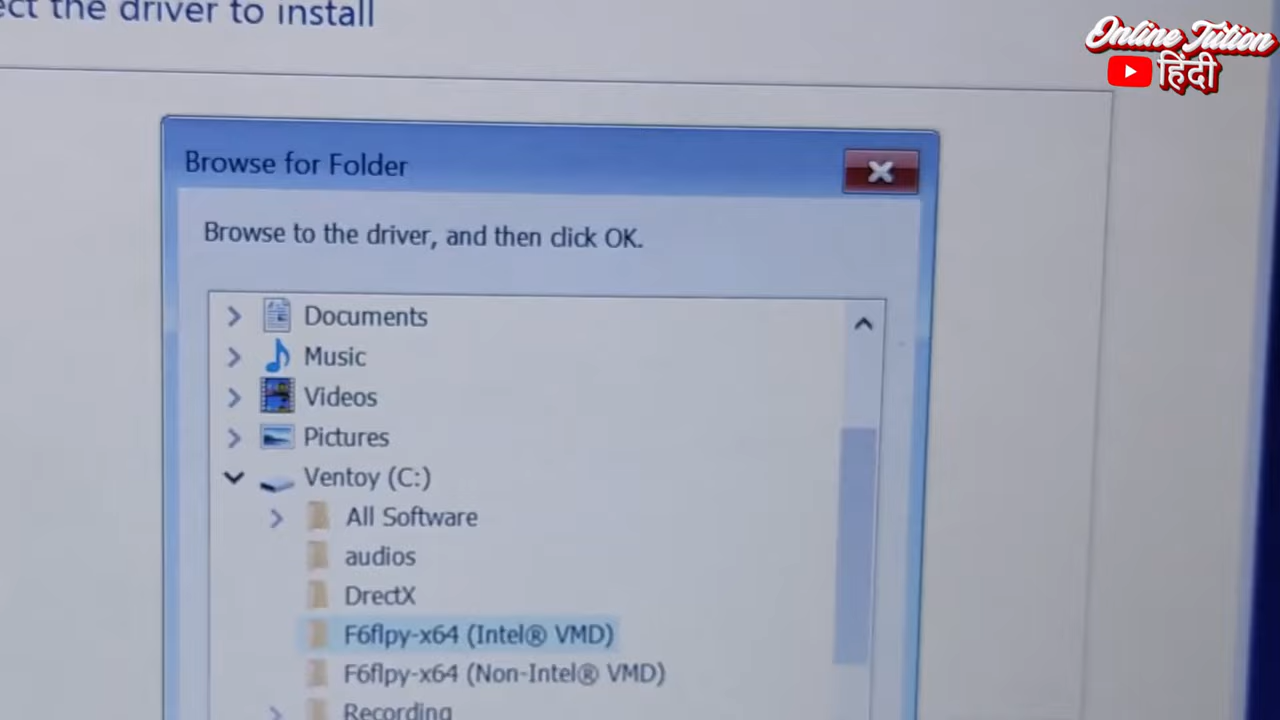 ect the driver to install
Online Tution
हिंदी
Browse for Folder
Browse to the driver, and then click OK.
Documents
Music
Videos
Pictures
Ventoy (C:)
All Software
audios
DrectX
F6flpy-x64 (Intel® VMD)
F6flpy-x64 (Non-Intel® VMD)
Recording